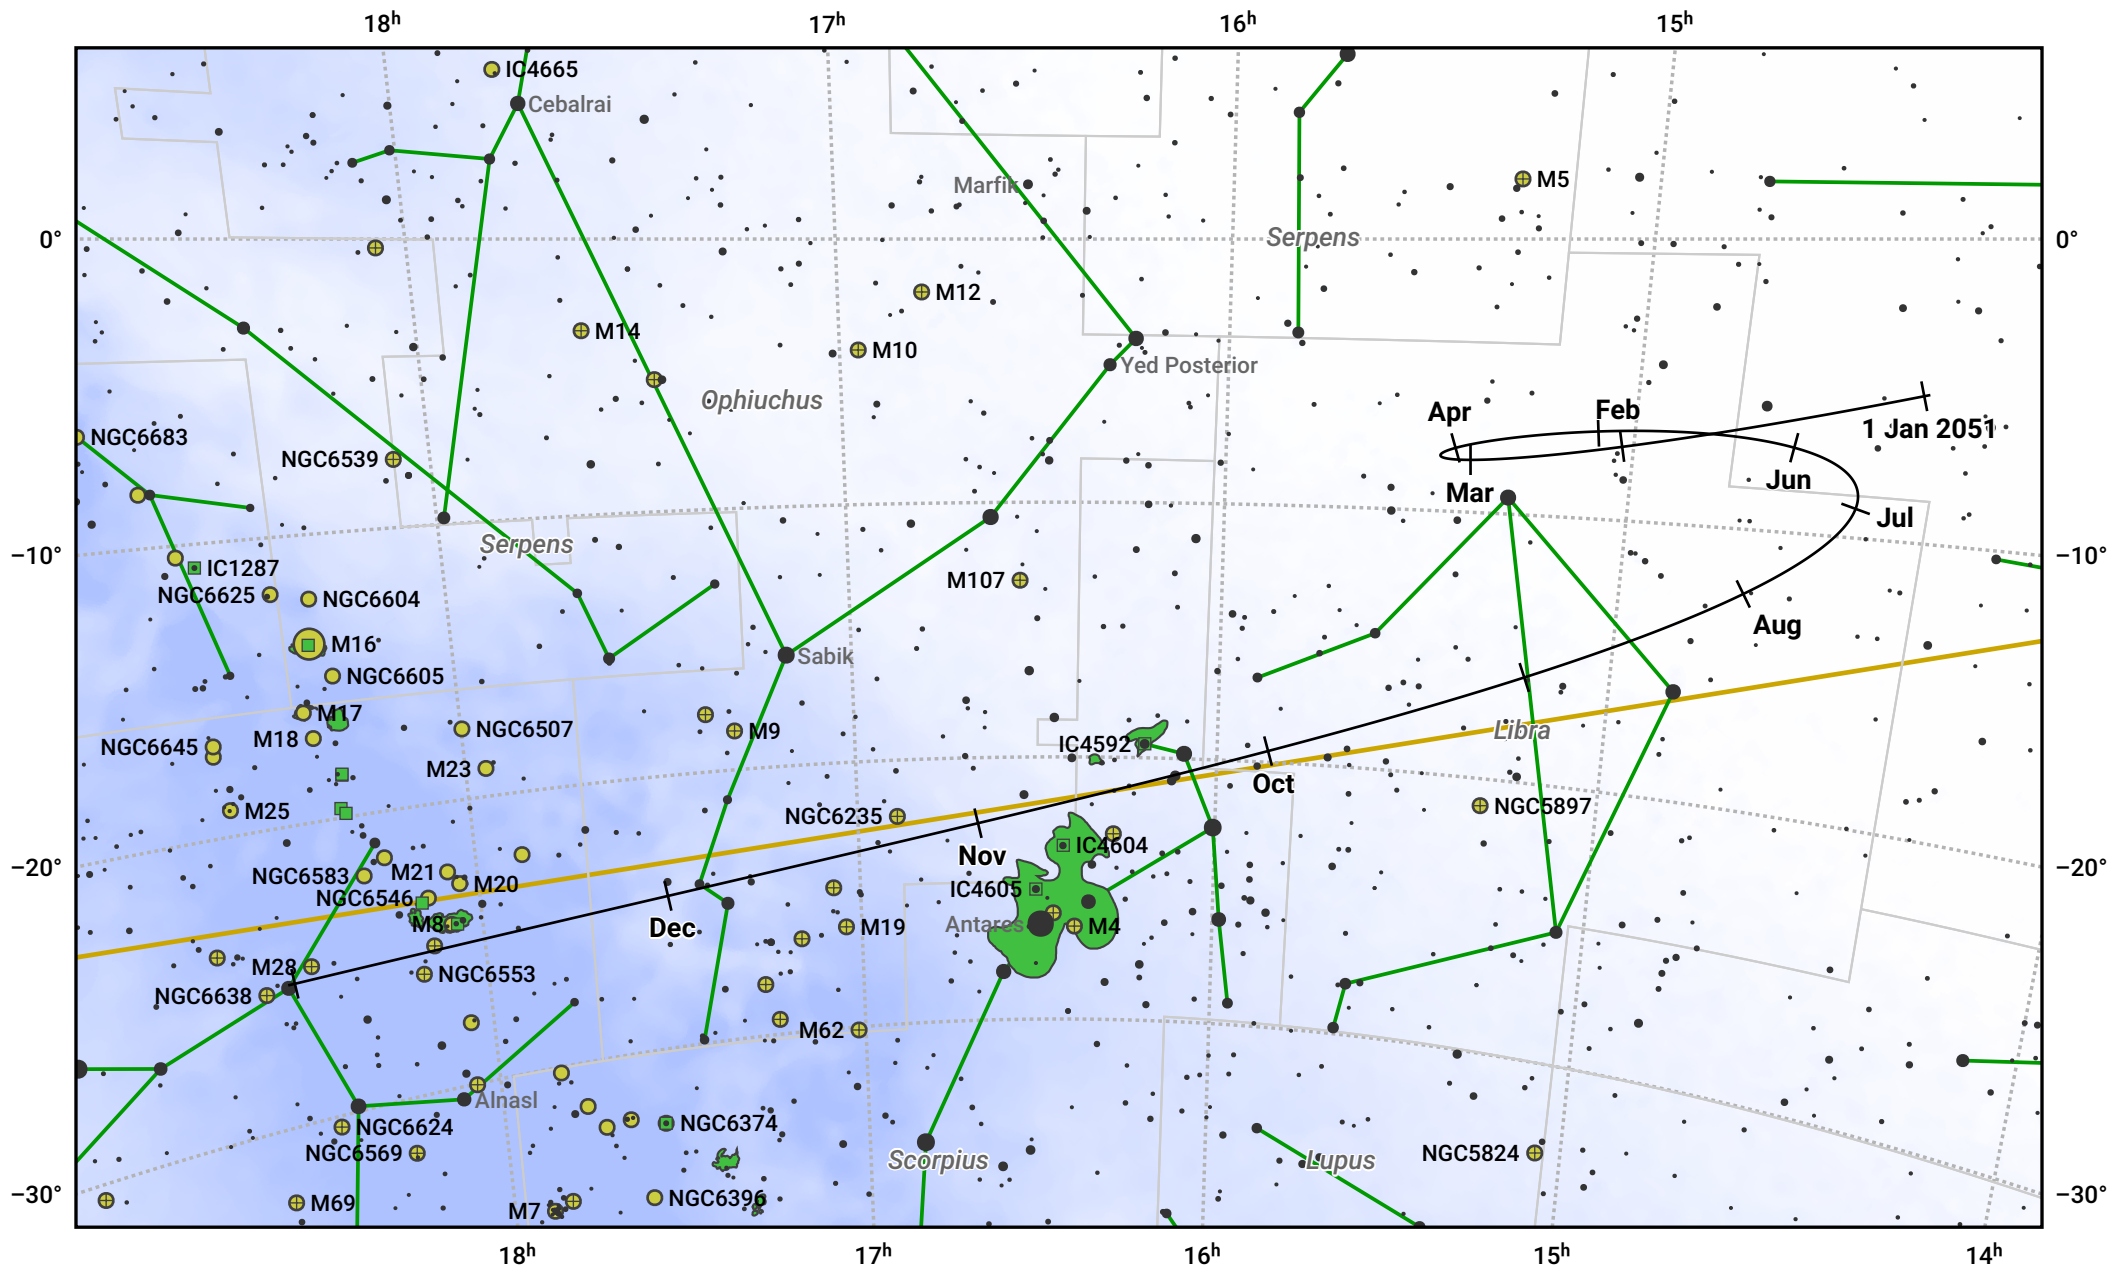 18h 17h 16h 15h
IC4665
Cebalrai
Marfik
M5
0° Serpens 0°
M12
M14
M10
Yed Posterior
Ophiuchus
Apr Feb
1 Jan 2051
NGC6683
NGC6539
Jun
Mar
Jul
Serpens
−10° −10°
IC1287
M107
NGC6625 NGC6604
Aug
M16
Sabik
NGC6605
M17
NGC6507
M9
Libra
M18
NGC6645
IC4592
M23
Oct
M25
NGC6235
NGC5897
IC4604
Nov
−20° −20°
NGC6583 M21
M20
IC4605
NGC6546
M8
Dec
M19
Antares
M4
M28
NGC6553
NGC6638
M62
Alnasl
NGC6624
NGC6374
NGC6569
Scorpius
Lupus
NGC5824
−30° −30°
M69
NGC6396
M7
18h 17h 16h 15h 14h